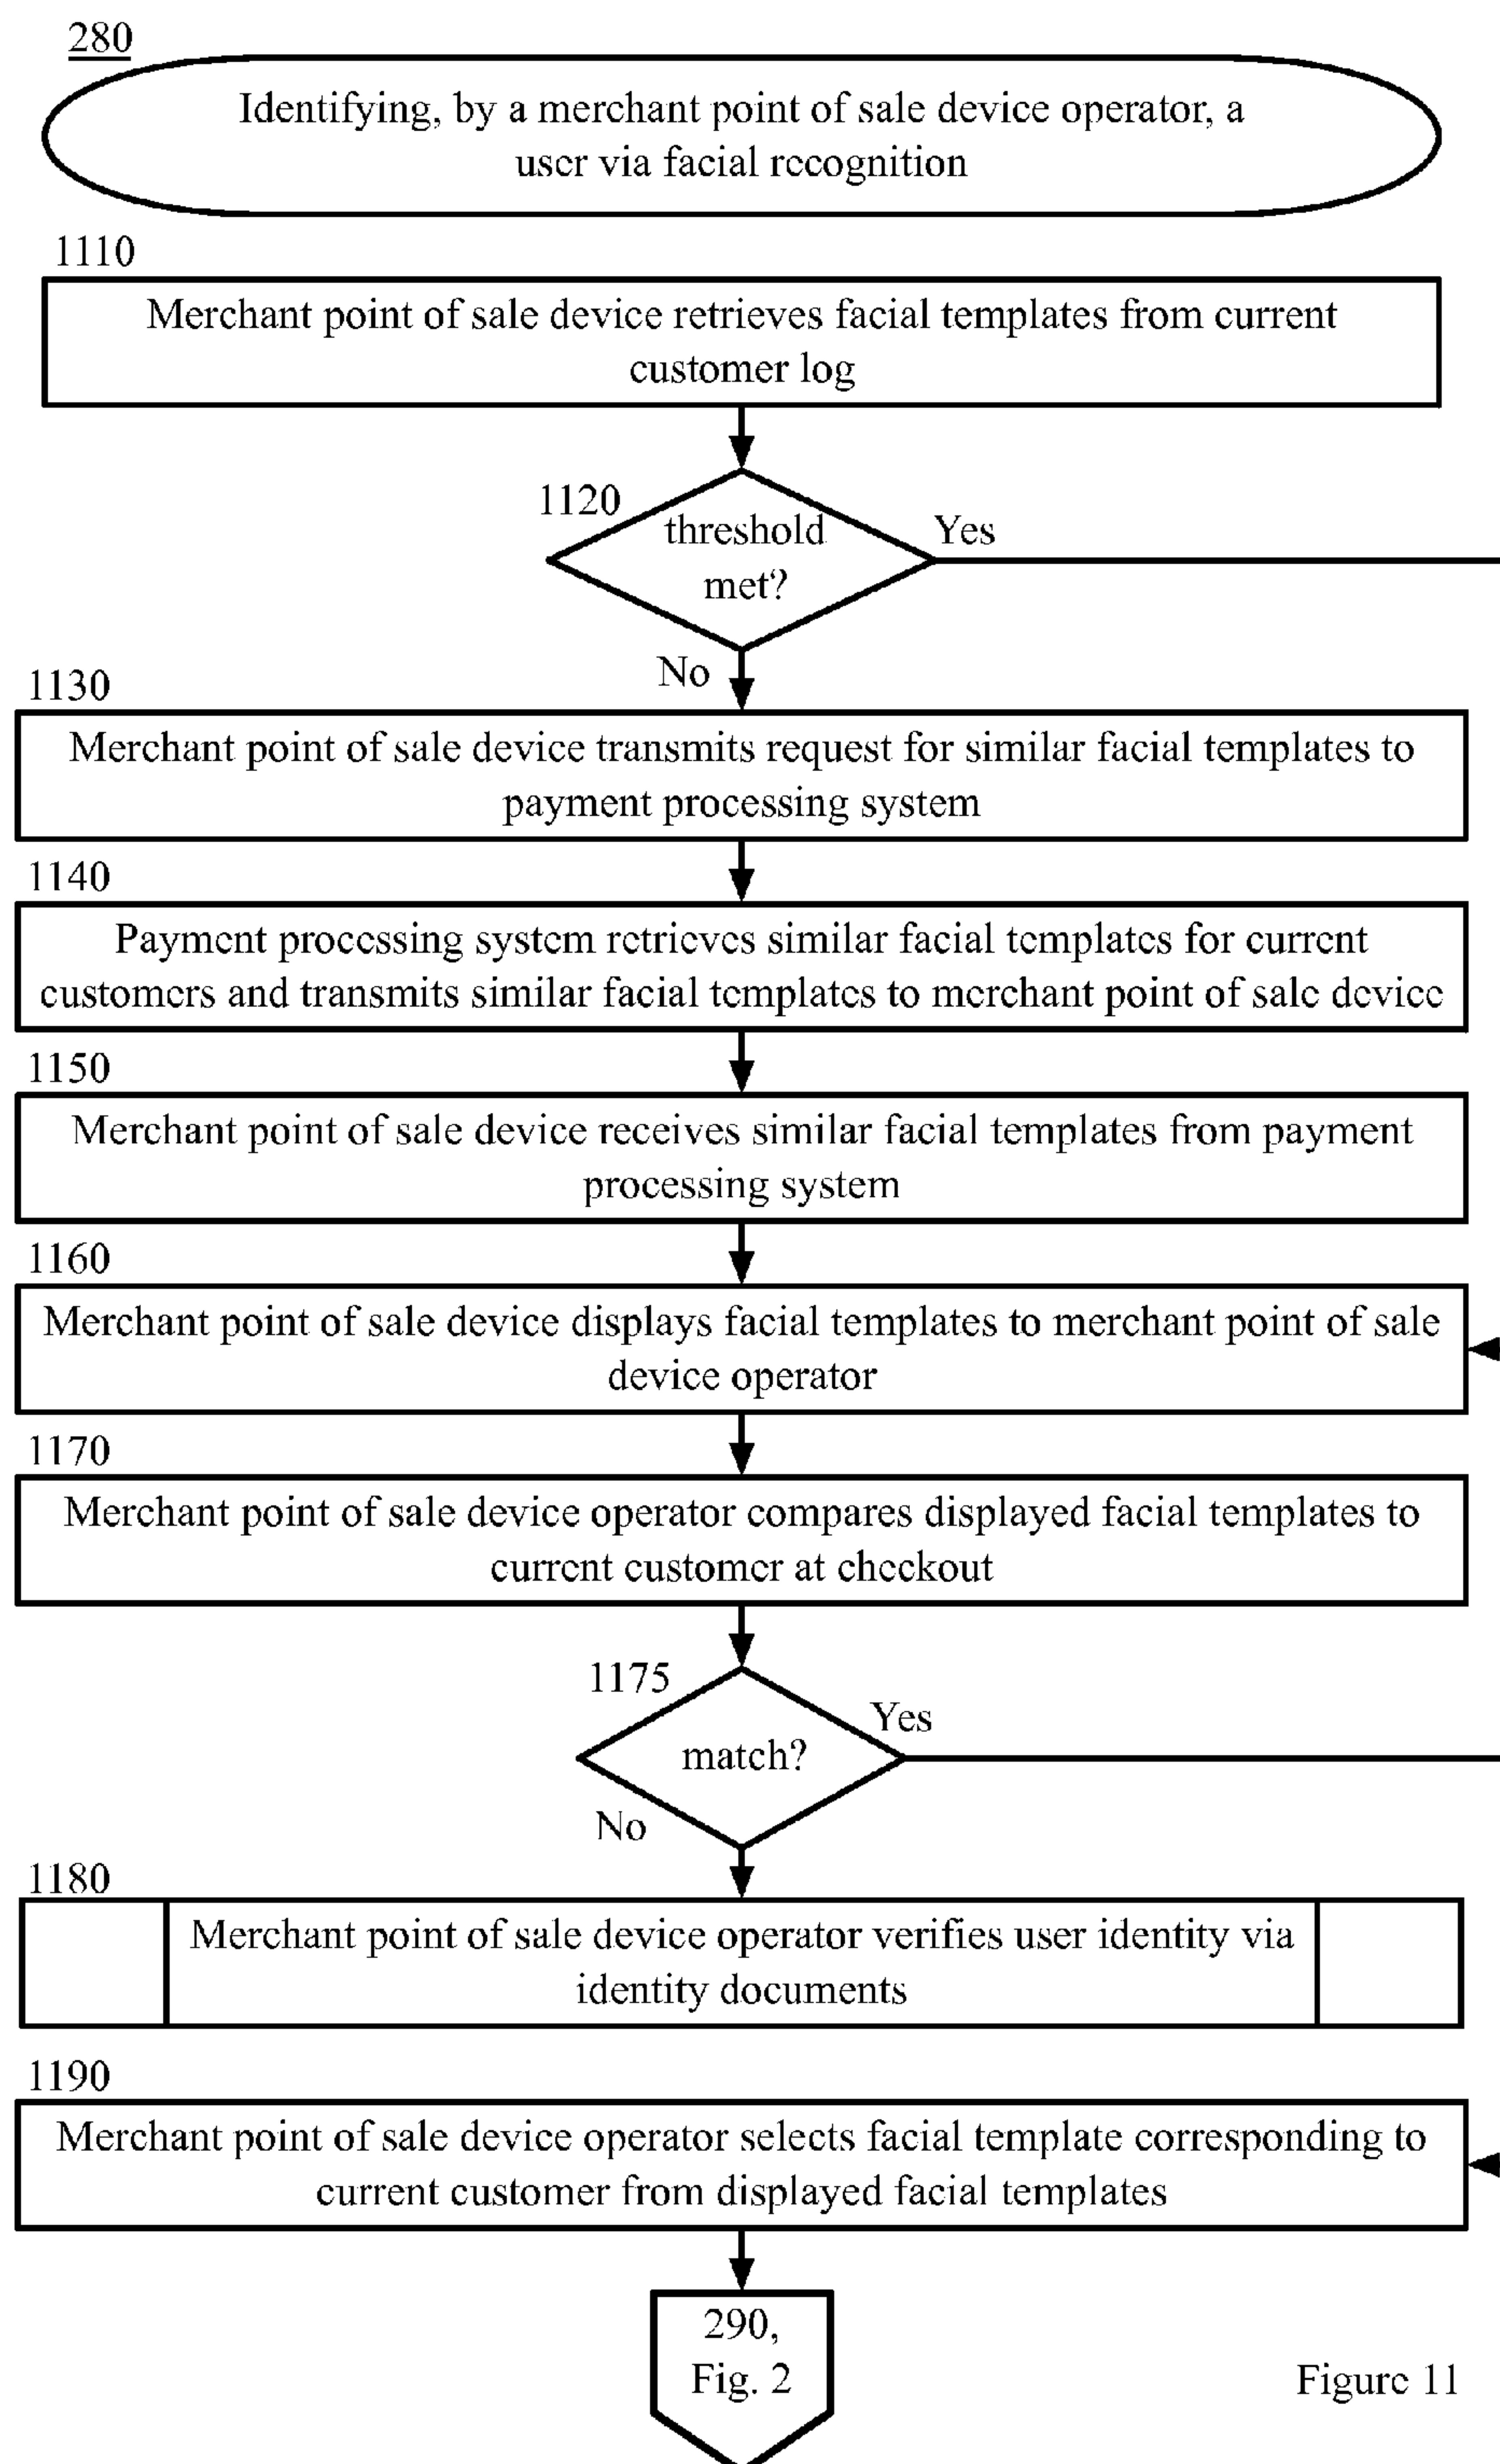 280
Identifying, by a merchant point of sale device operator, a
user via facial recognition
1110
Merchant point of sale device retrieves facial templates from current
customer log
1120
threshold
met?
Yes
No
1130
Merchant point of sale device transmits request for similar facial templates to
payment processing system
1140
Payment processing system retrieves similar facial templates for current
customers and transmits similar facial templates to merchant point of sale device
1150
Merchant point of sale device receives similar facial templates from payment
processing system
1160
Merchant point of sale device displays facial templates to merchant point of sale
device operator
1170
Merchant point of sale device operator compares displayed facial templates to
current customer at checkout
1175
match?
Yes
No
1180
Merchant point of sale device operator verifies user identity via
identity documents
1190
Merchant point of sale device operator selects facial template corresponding to
current customer from displayed facial templates
290,
Fig. 2
Figure 11